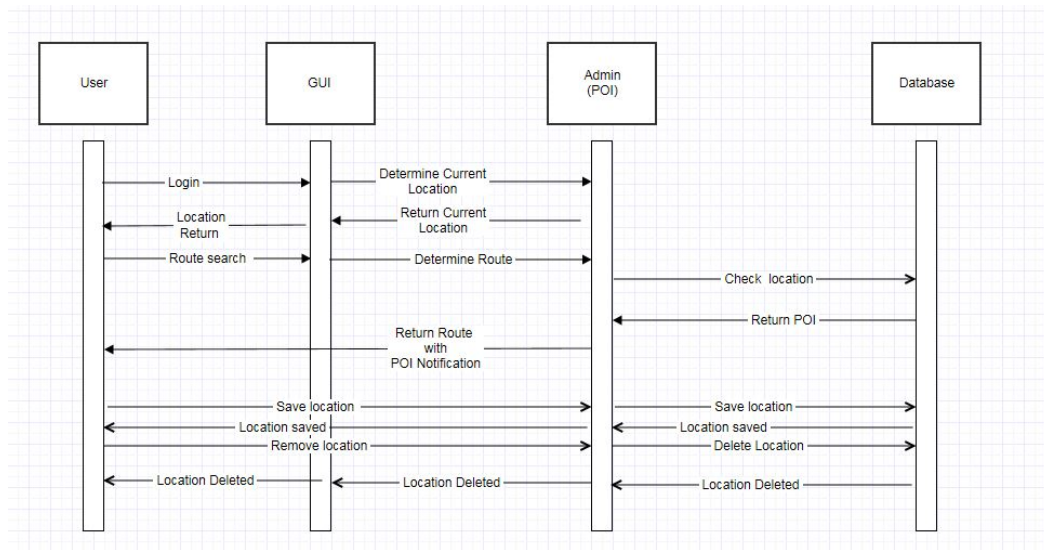 User
GUI
Admin
(POI)
Database
Login
Determine Current
Location
Location
Return
Return Current
Location
Route search
Determine Route
Check location
Return POI
Return Route
with
POI Notification
Save location
Save location
Location saved
Location saved
Remove location
Delete Location
Location Deleted
Location Deleted
Location Deleted